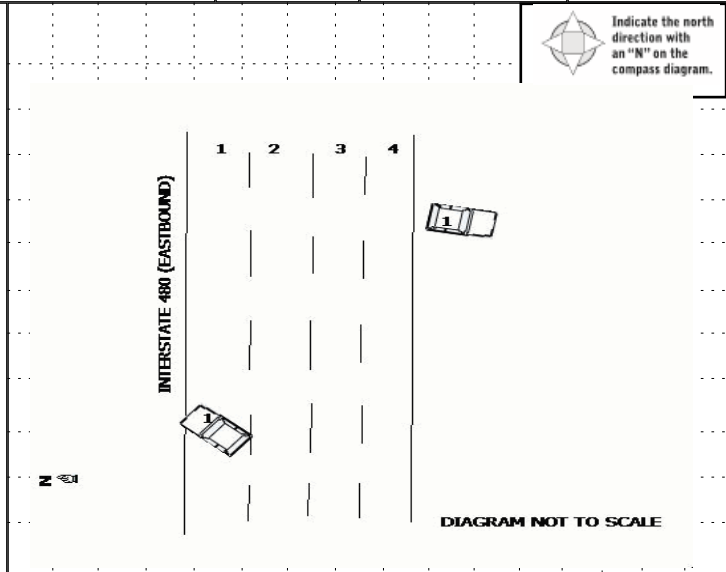 Indicate the north
direction with
an “N” on the
compass diagram.
1 2 3 4
1
INTERSTATE 480 (EASTBOUND)
1
N
DIAGRAM NOT TO SCALE